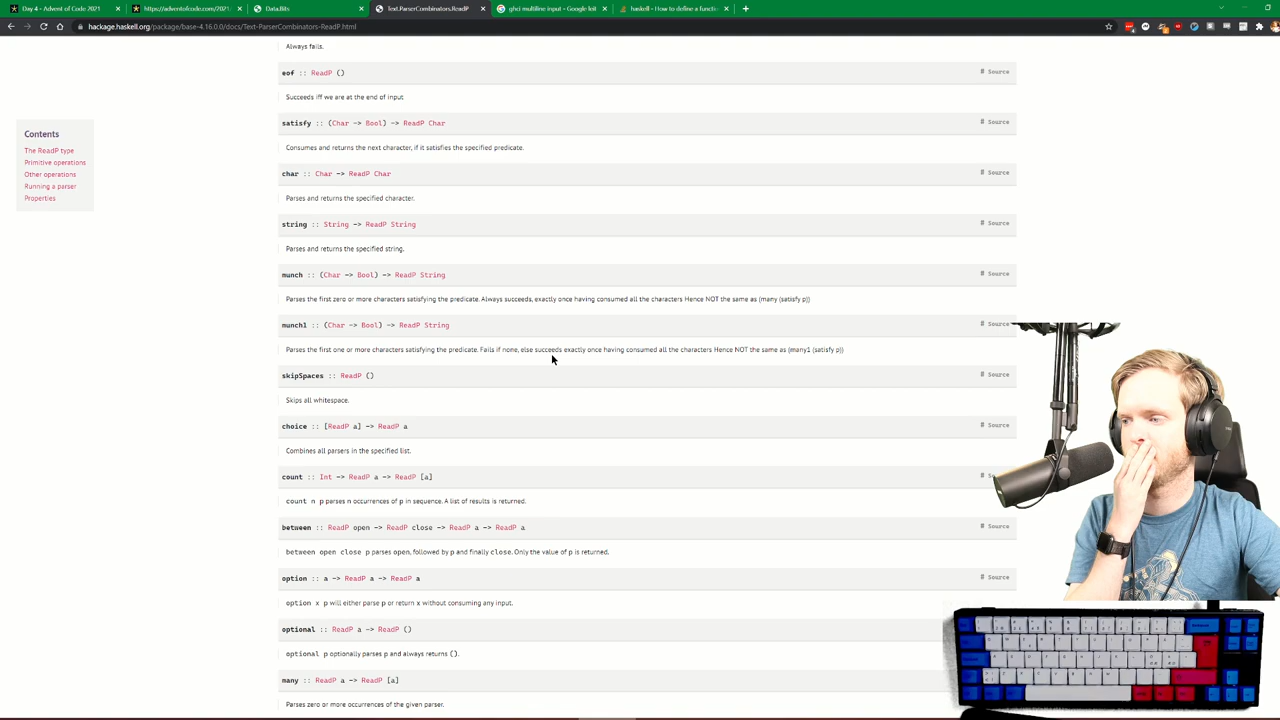 Day 4 - Advent of Code 2021
https://adventofcode.com/2021
Data.Bits
Text.ParserCombinators.ReadP
ghci multiline input - Google
haskell - How to define a functi
hackage.haskell.org/package/base-4.16.0.0/docs/Text-ParserCombinators-ReadP.html
Always fails.
eof :: ReadP ()
# Source
Succeeds iff we are at the end of input
Contents
The ReadP type
Primitive operations
Other operations
Running a parser
Properties
satisfy :: (Char -> Bool) -> ReadP Char
# Source
Consumes and returns the next character, if it satisfies the specified predicate.
char :: Char -> ReadP Char
# Source
Parses and returns the specified character.
string :: String -> ReadP String
# Source
Parses and returns the specified string.
munch :: (Char -> Bool) -> ReadP String
# Source
Parses the first zero or more characters satisfying the predicate. Always succeeds, exactly once having consumed all the characters Hence NOT the same as (many (satisfy p))
munch1 :: (Char -> Bool) -> ReadP String
# Source
Parses the first one or more characters satisfying the predicate. Fails if none, else succeeds exactly once having consumed all the characters Hence NOT the same as (many1 (satisfy p))
skipSpaces :: ReadP ()
# Source
Skips all whitespace.
choice :: [ReadP a] -> ReadP a
# Source
Combines all parsers in the specified list.
count :: Int -> ReadP a -> ReadP [a]
count n p parses n occurrences of p in sequence. A list of results is returned.
between :: ReadP open -> ReadP close -> ReadP a -> ReadP a
# Source
between open close p parses open, followed by p and finally close. Only the value of p is returned.
option :: a -> ReadP a -> ReadP a
# Source
option x p will either parse p or return x without consuming any input.
optional :: ReadP a -> ReadP ()
optional p optionally parses p and always returns ().
many :: ReadP a -> ReadP [a]
Parses zero or more occurrences of the given parser.